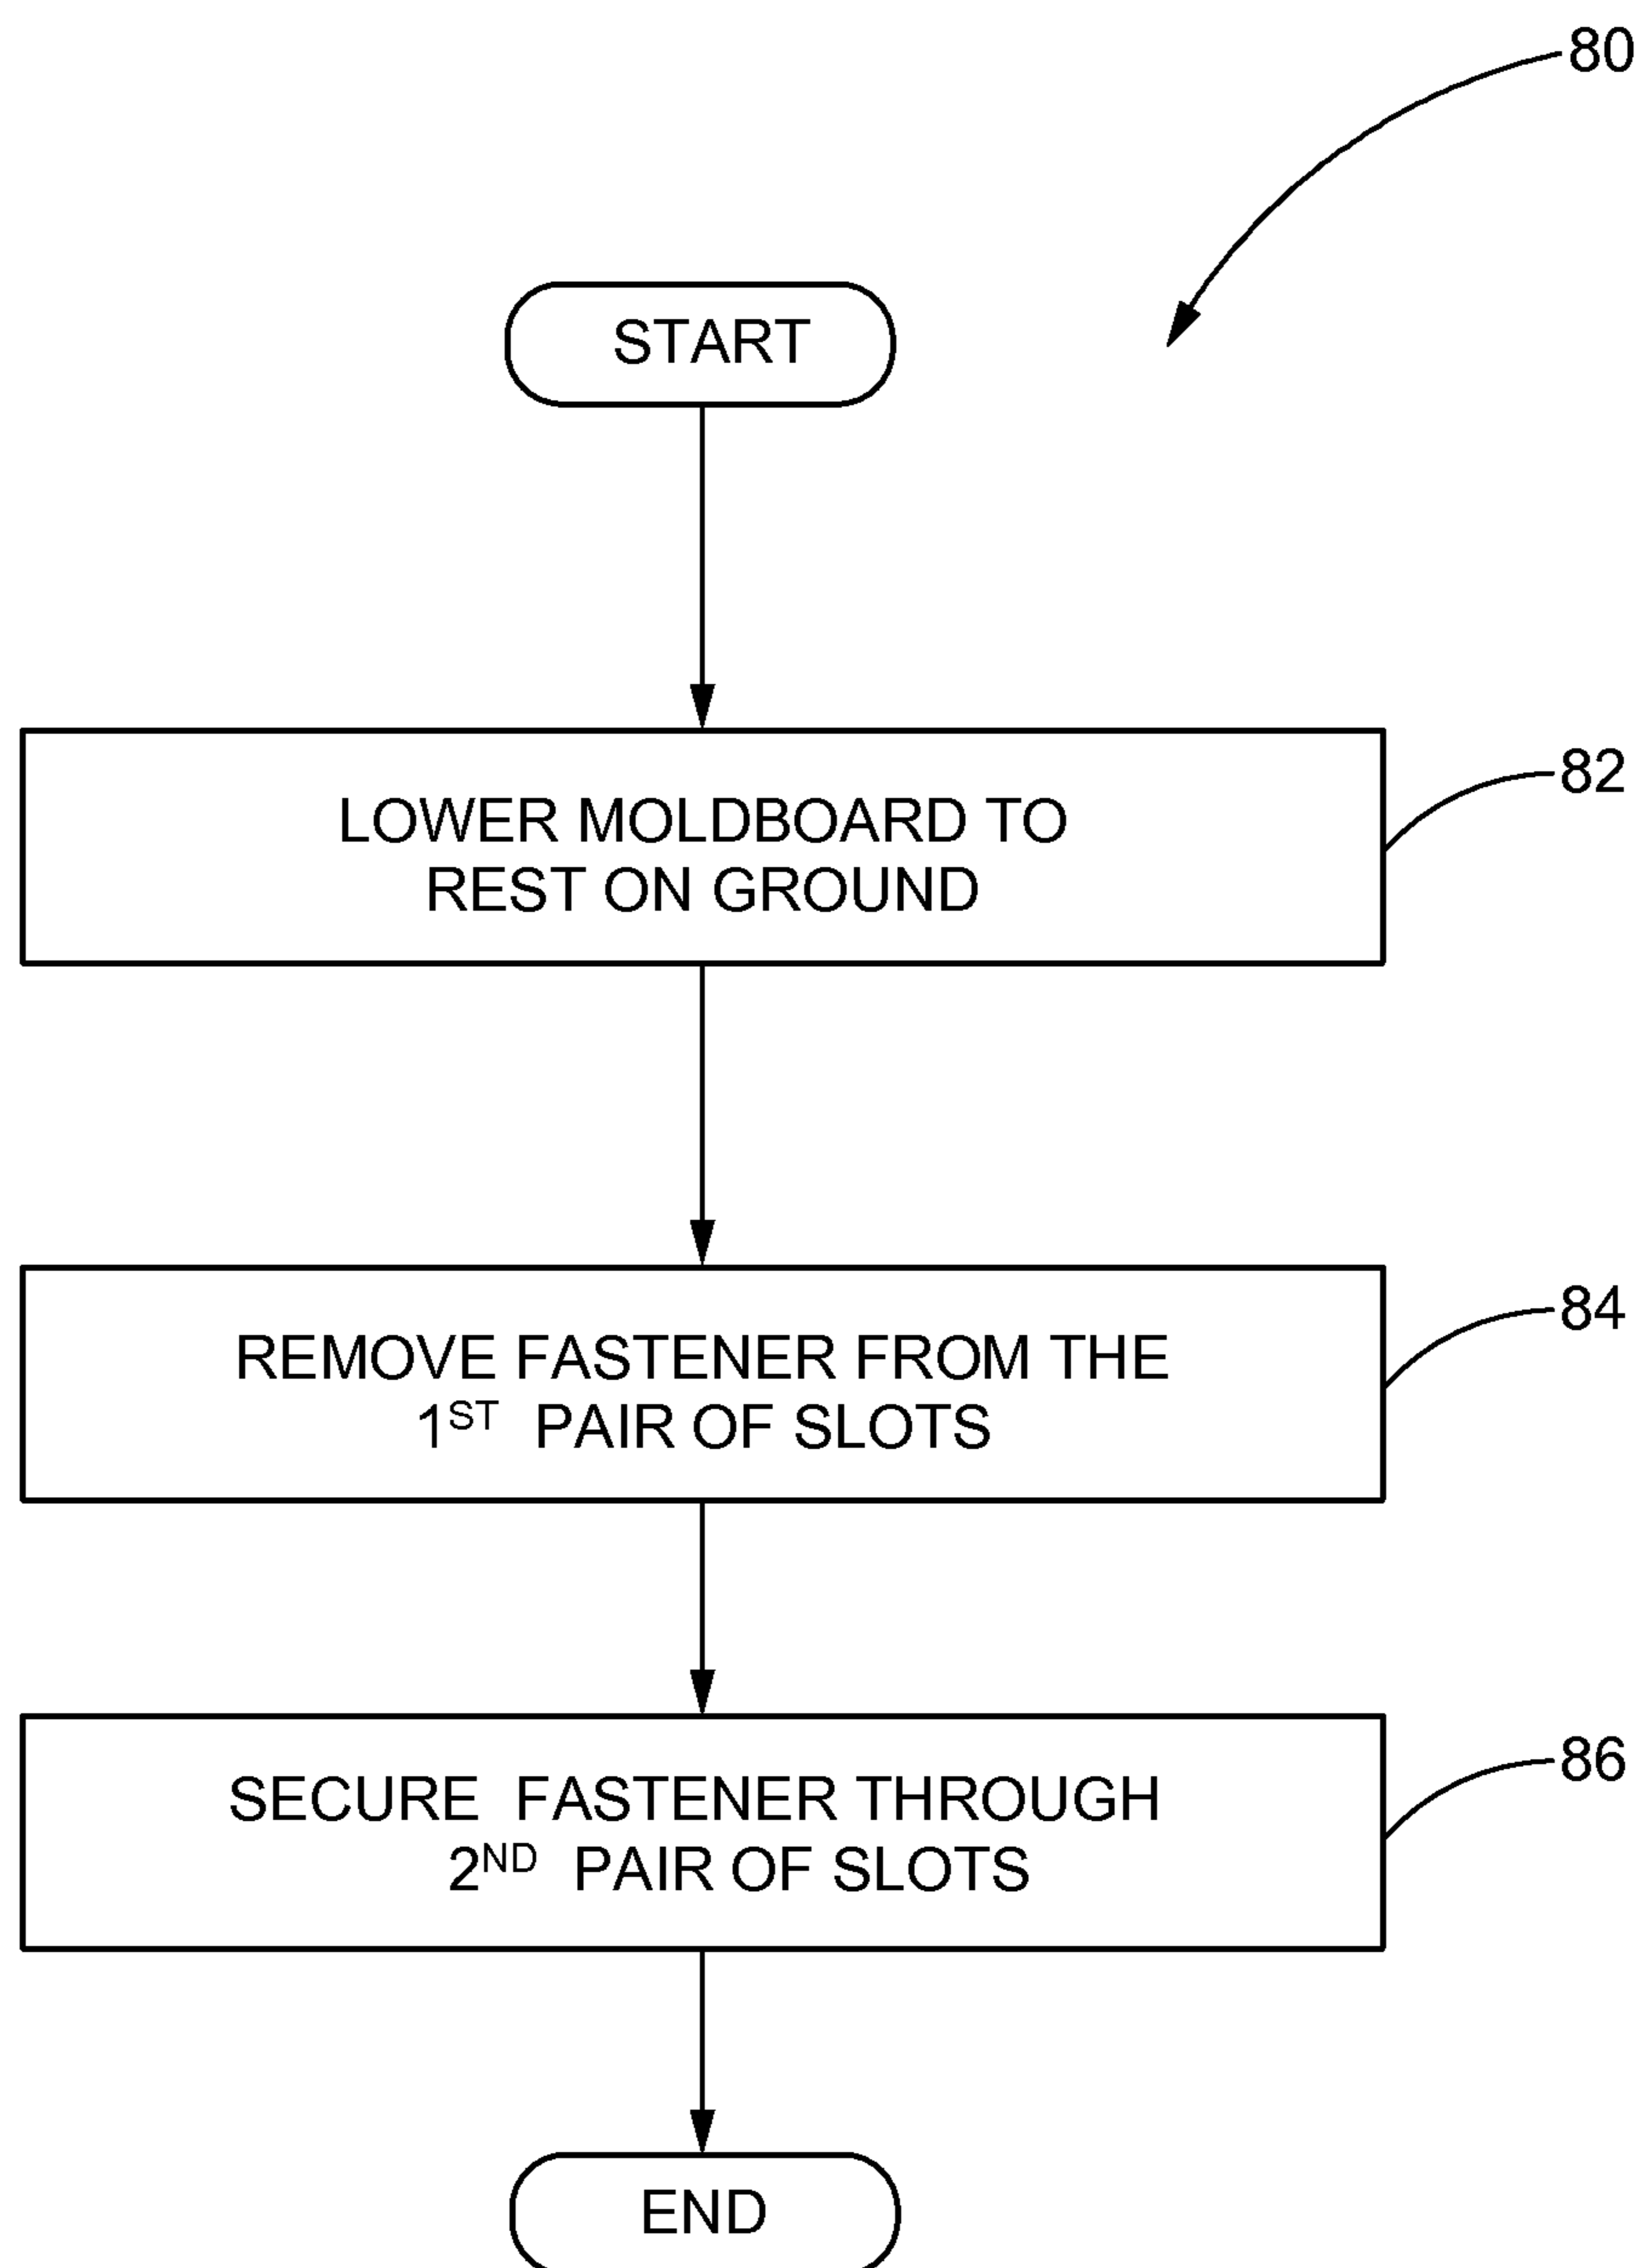 80
START
LOWER MOLDBOARD TO
REST ON GROUND
82
REMOVE FASTENER FROM THE
1ST PAIR OF SLOTS
84
SECURE FASTENER THROUGH
2ND PAIR OF SLOTS
86
END